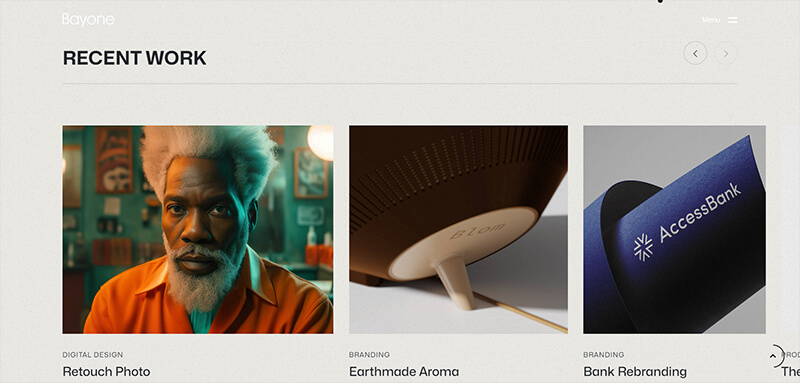 Bayone
Menu
RECENT WORK
Blom
AccessBank
DIGITAL DESIGN
Retouch Photo
BRANDING
Earthmade Aroma
BRANDING
Bank Rebranding
PROD
The